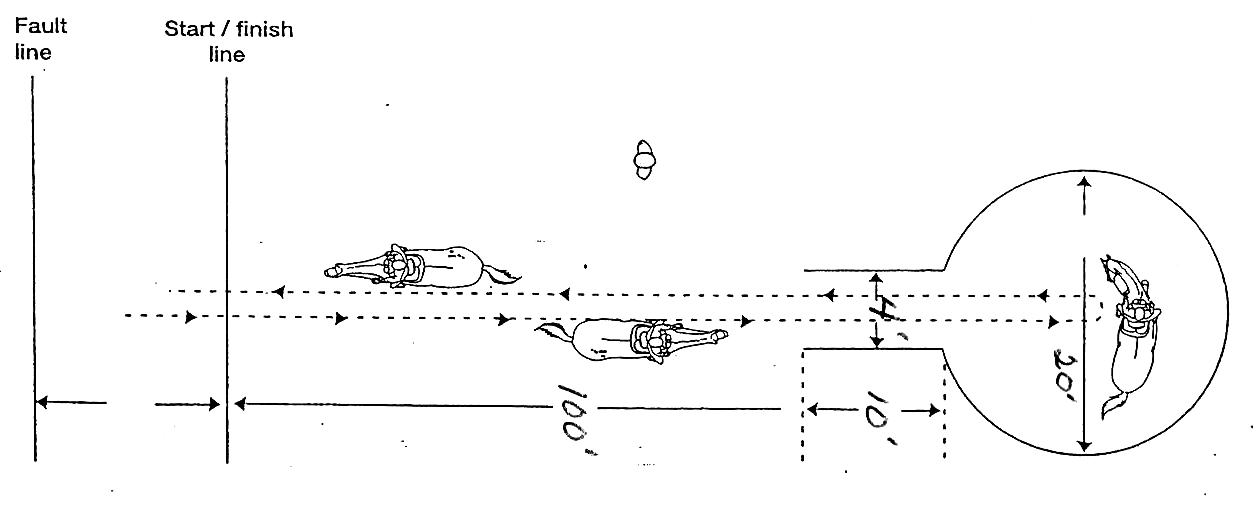 Fault
line
Start / finish
line
4'
20'
100'
10'